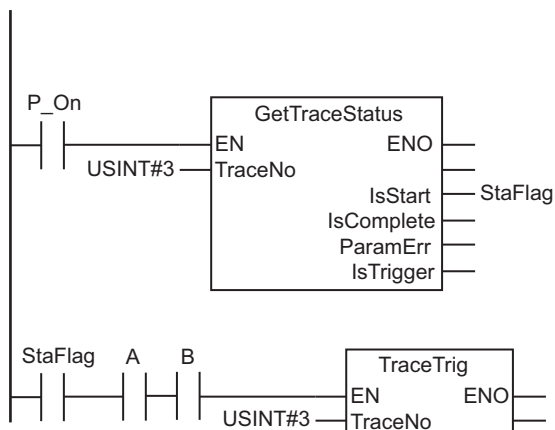 P_On
GetTraceStatus
EN ENO
USINT#3 TraceNo
IsStart StaFlag
IsComplete
ParamErr
IsTrigger
StaFlag A B
TraceTrig
EN ENO
USINT#3 TraceNo